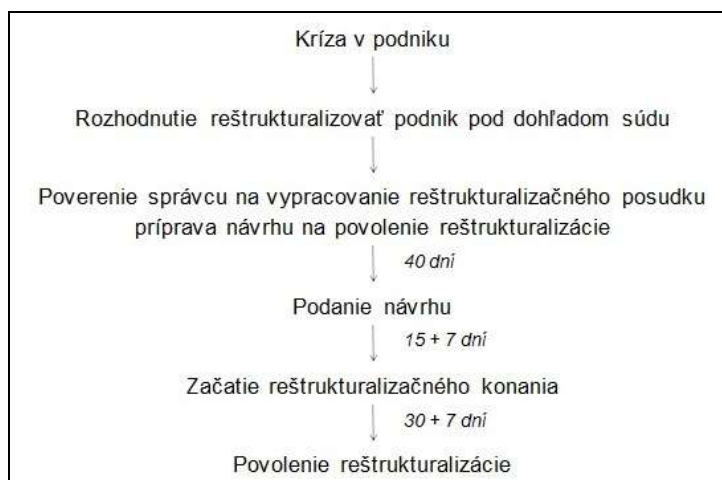 Kríza v podniku
Rozhodnutie reštrukturalizovať podnik pod dohľadom súdu
Poverenie správcu na vypracovanie reštrukturalizačného posudku
príprava návrhu na povolenie reštrukturalizácie
40 dní
Podanie návrhu
15 + 7 dní
Začatie reštrukturalizačného konania
30 + 7 dní
Povolenie reštrukturalizácie